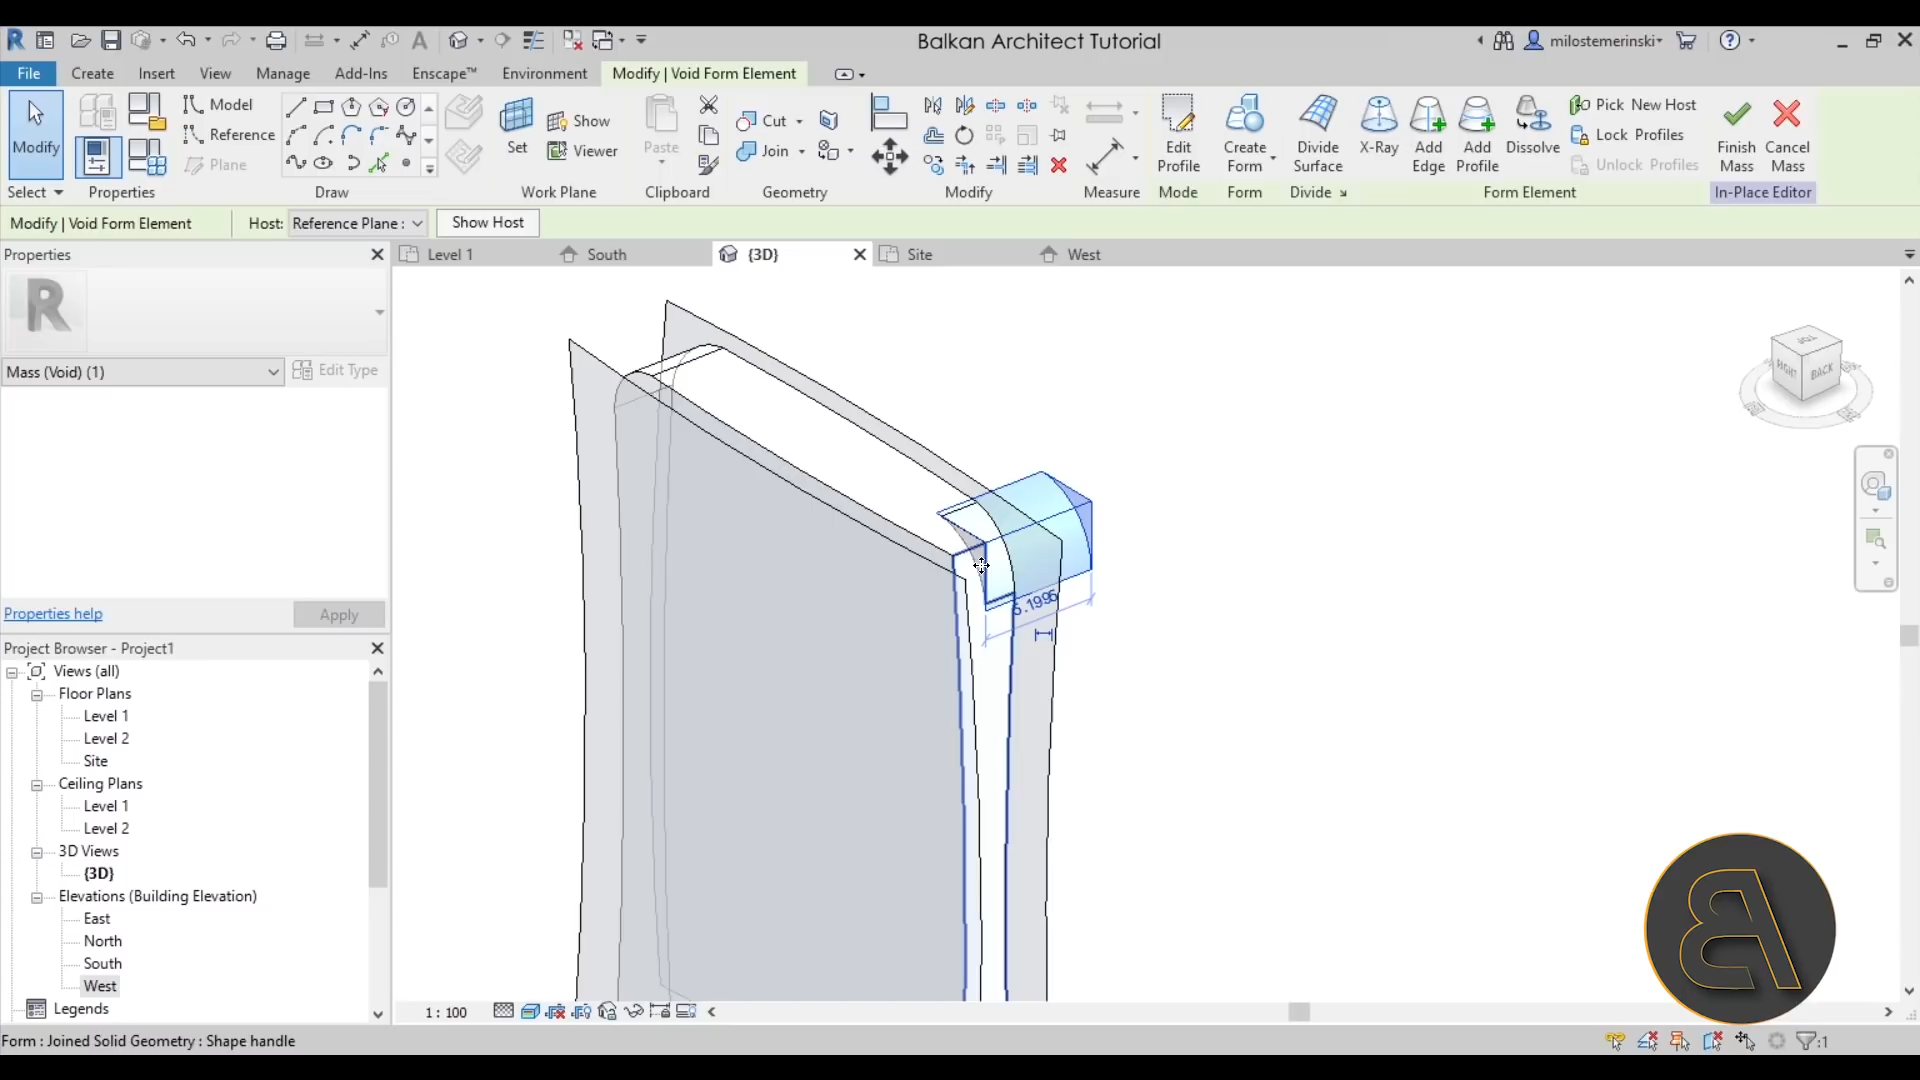 Balkan Architect Tutorial
milostemerinski
File Create Insert View Manage Add-Ins Enscape™ Environment Modify | Void Form Element
Modify
Model
Reference
Plane
Set
Show
Viewer
Paste
Cut
Join
Edit Profile
Create Form
Divide Surface
X-Ray
Add Edge
Add Profile
Dissolve
Pick New Host
Lock Profiles
Unlock Profiles
Finish Mass
Cancel Mass
Select Properties Draw Work Plane Clipboard Geometry Modify Measure Mode Form Divide Form Element In-Place Editor
Modify | Void Form Element Host: Reference Plane : Show Host
Properties
Level 1 South {3D} Site West
R
Mass (Void) (1) Edit Type
TOP
RIGHT BACK
5.1995
Properties help Apply
Project Browser - Project1
Views (all)
Floor Plans
Level 1
Level 2
Site
Ceiling Plans
Level 1
Level 2
3D Views
{3D}
Elevations (Building Elevation)
East
North
South
West
Legends
1 : 100
Form : Joined Solid Geometry : Shape handle
:1